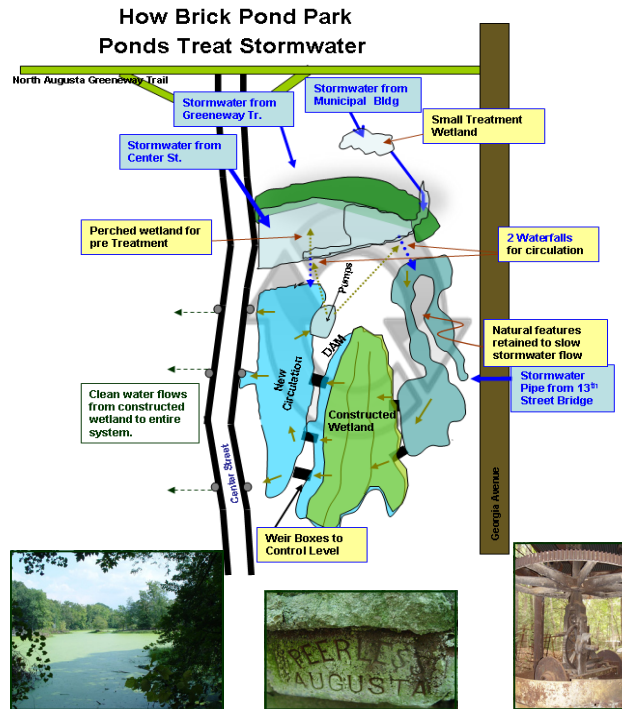 How Brick Pond Park
Ponds Treat Stormwater
North Augusta Greeneway Trail
Stormwater from
Greeneway Tr.
Stormwater from
Municipal Bldg
Small Treatment
Wetland
Stormwater from
Center St.
Perched wetland for
pre Treatment
2 Waterfalls
for circulation
Pumps
DAM
New
Circulation
Constructed
Wetland
Natural features
retained to slow
stormwater flow
Stormwater
Pipe from 13th
Street Bridge
Clean water flows
from constructed
wetland to entire
system.
Center Street
Georgia Avenue
Weir Boxes to
Control Level
PEERLESS
AUGUSTA